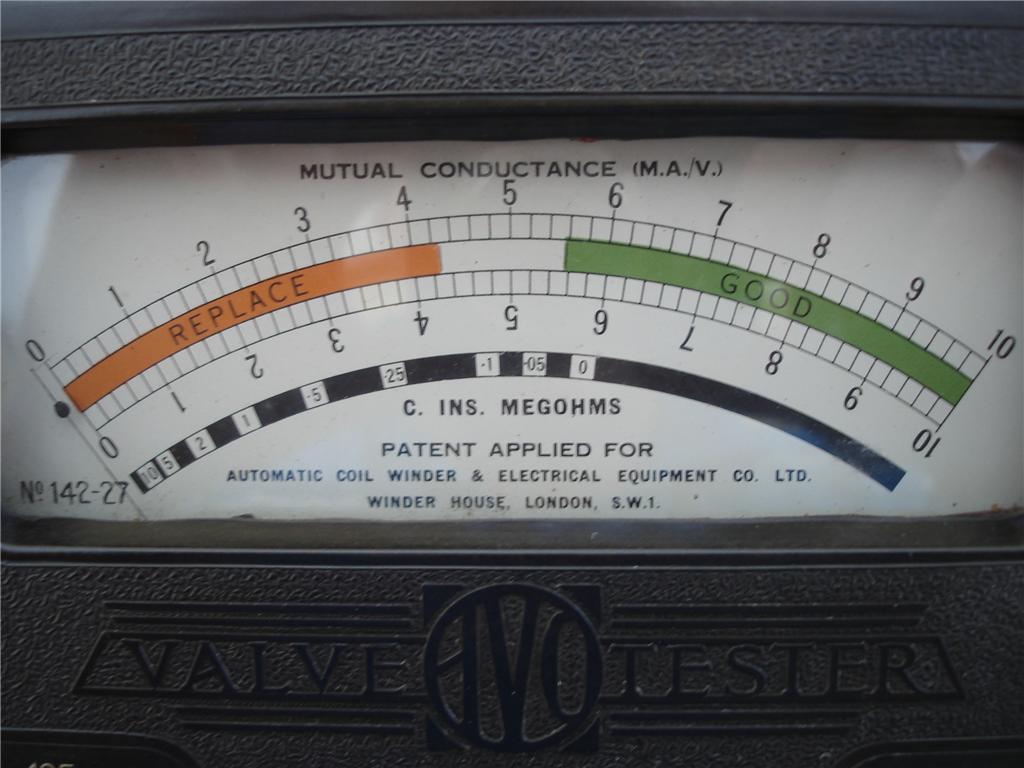 MUTUAL CONDUCTANCE (M.A./V.)
0 1 2 3 4 5 6 7 8 9 10
REPLACE GOOD
0 1 2 3 4 5 6 7 8 9 10
10 5 2 1 ·5 ·25 ·1 ·05 0
C. INS. MEGOHMS
PATENT APPLIED FOR
AUTOMATIC COIL WINDER & ELECTRICAL EQUIPMENT CO. LTD.
Nº 142-27
WINDER HOUSE, LONDON, S.W.1.
VALVE AVO TESTER